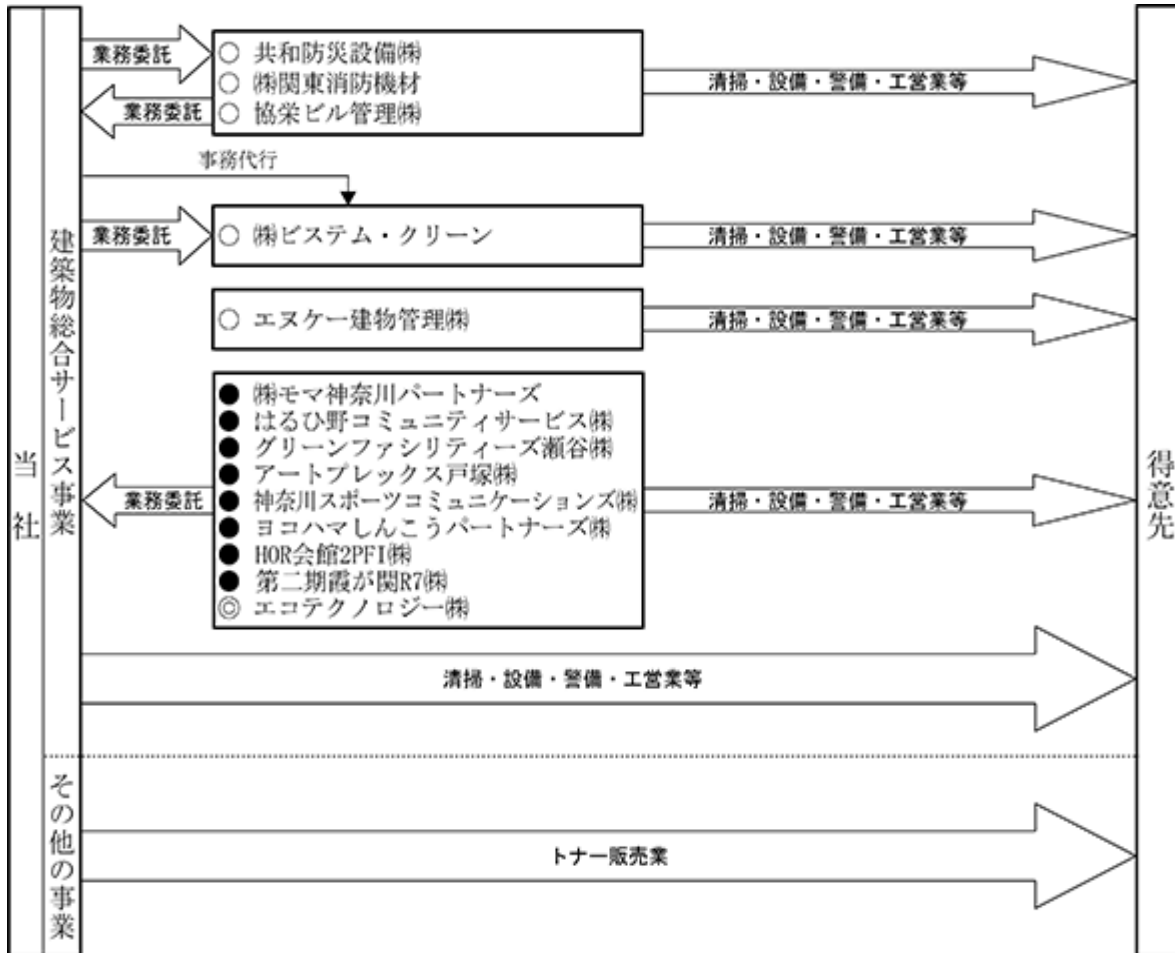 当社
建築物総合サービス事業
業務委託
業務委託
○ 共和防災設備㈱
○ ㈱関東消防機材
○ 協栄ビル管理㈱
清掃・設備・警備・工営業等
事務代行
業務委託
○ ㈱ビステム・クリーン
清掃・設備・警備・工営業等
○ エヌケー建物管理㈱
清掃・設備・警備・工営業等
業務委託
● ㈱モマ神奈川パートナーズ
● はるひ野コミュニティサービス㈱
● グリーンファシリティーズ瀬谷㈱
● アートプレックス戸塚㈱
● 神奈川スポーツコミュニケーションズ㈱
● ヨコハマしんこうパートナーズ㈱
● HOR会館2PFI㈱
● 第二期霞が関R7㈱
◎ エコテクノロジー㈱
清掃・設備・警備・工営業等
清掃・設備・警備・工営業等
その他の事業
トナー販売業
得意先